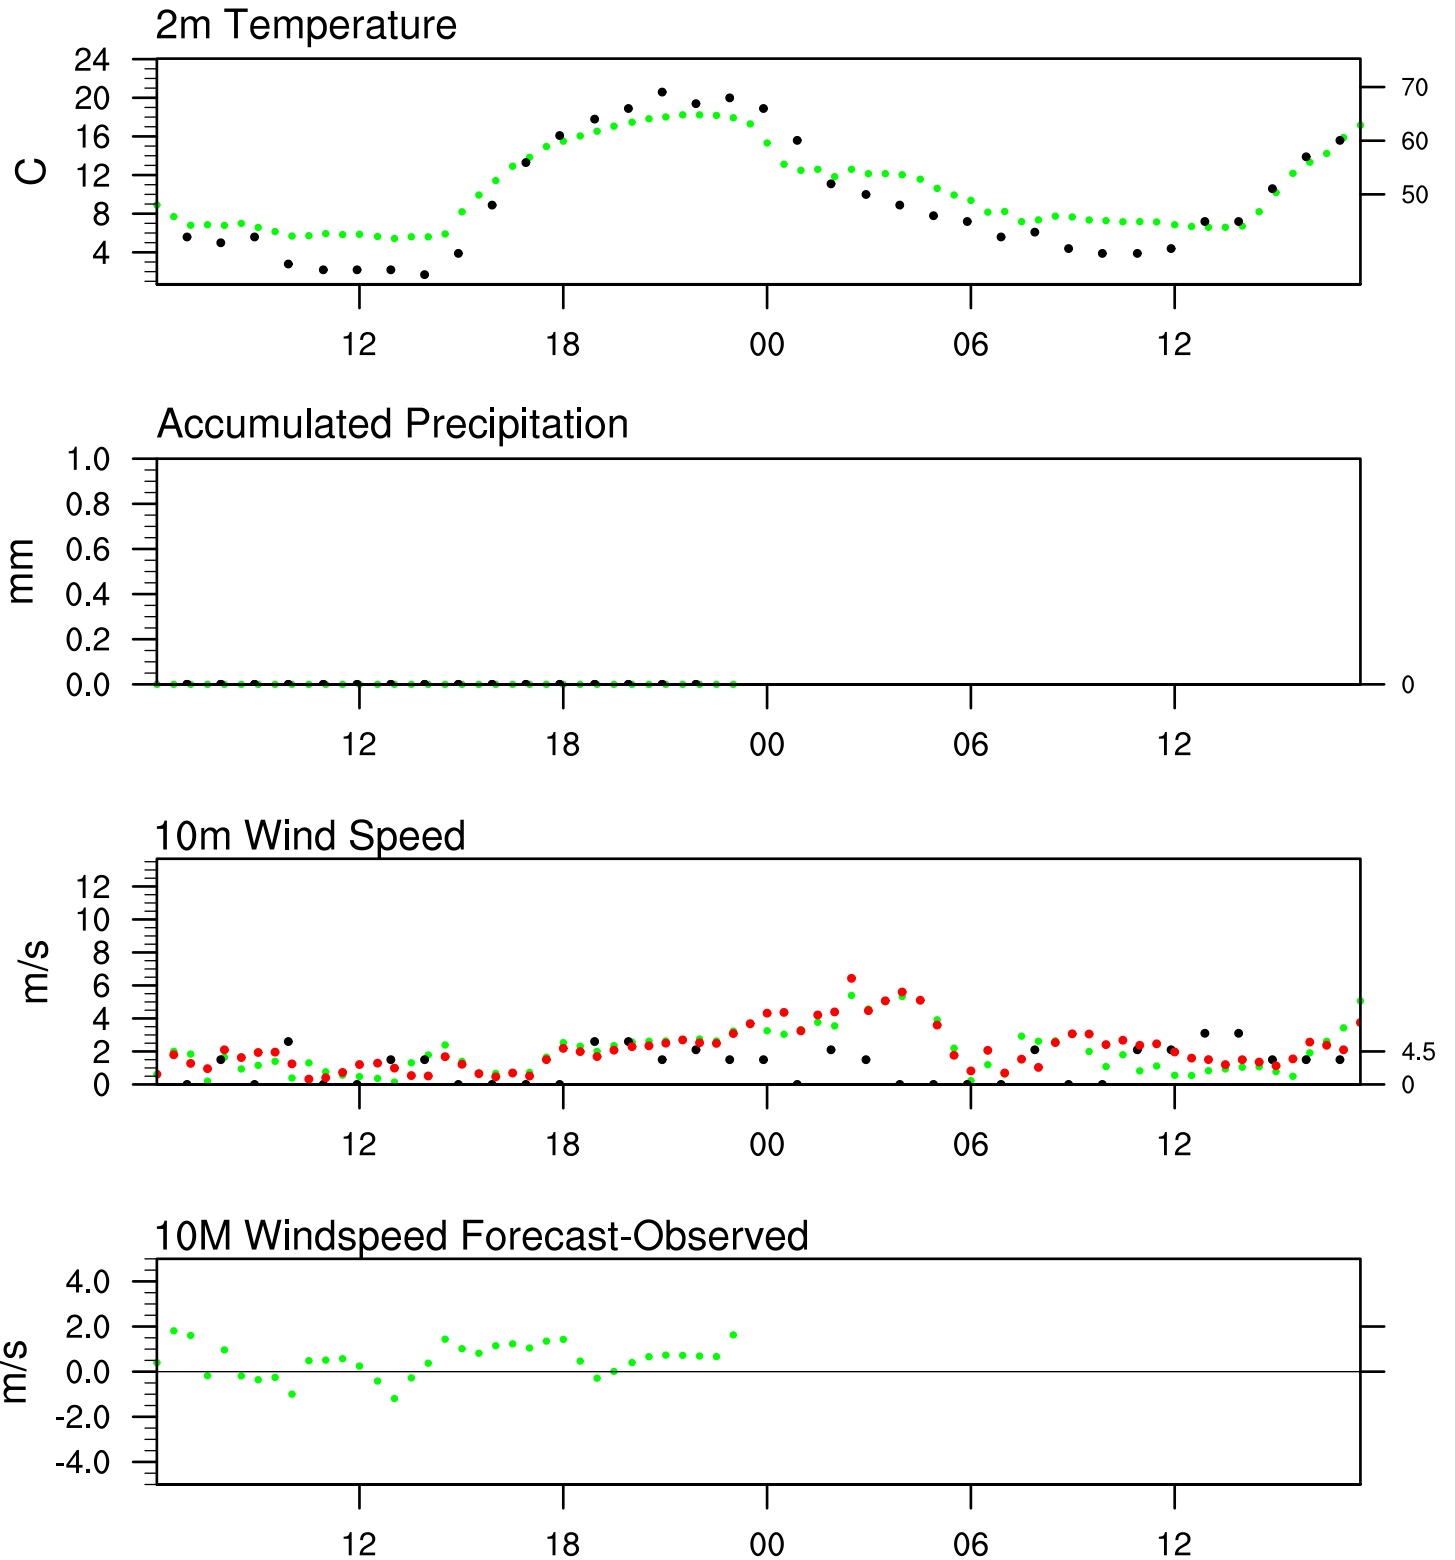 2m Temperature
24
20
16
12
8
4
C
70
60
50
12 18 00 06 12
Accumulated Precipitation
1.0
0.8
0.6
0.4
0.2
0.0
mm
0
12 18 00 06 12
10m Wind Speed
12
10
8
6
4
2
0
m/s
4.5
0
12 18 00 06 12
10M Windspeed Forecast-Observed
4.0
2.0
0.0
-2.0
-4.0
m/s
12 18 00 06 12